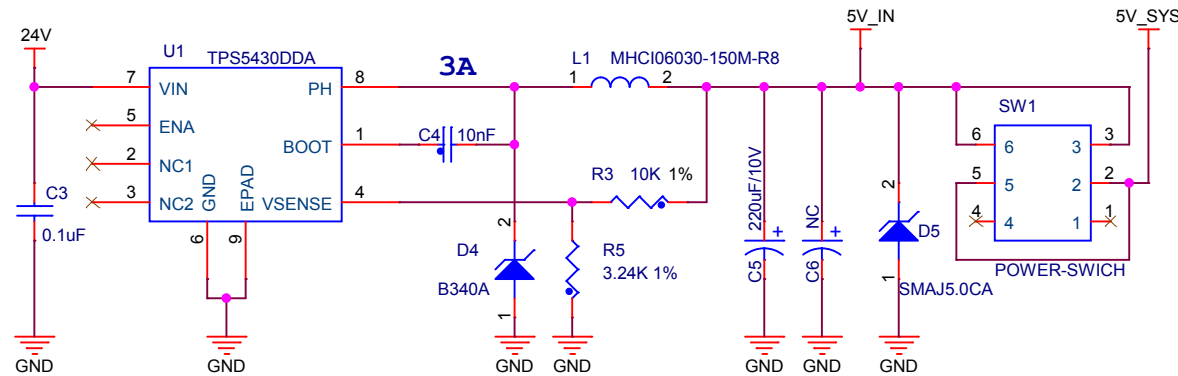 24V
5V_IN
5V_SYS
U1
TPS5430DDA
3A
L1
MHCI06030-150M-R8
1
2
7
VIN
PH
8
SW1
5
ENA
BOOT
1
C4
10nF
6
6
3
3
2
NC1
R3
10K 1%
5
5
2
2
3
NC2
GND
EPAD
VSENSE
4
4
4
1
1
C3
0.1uF
6
9
2
D4
B340A
1
R5
3.24K 1%
220uF/10V
C5
NC
C6
2
D5
1
SMAJ5.0CA
POWER-SWICH
GND
GND
GND
GND
GND
GND
GND